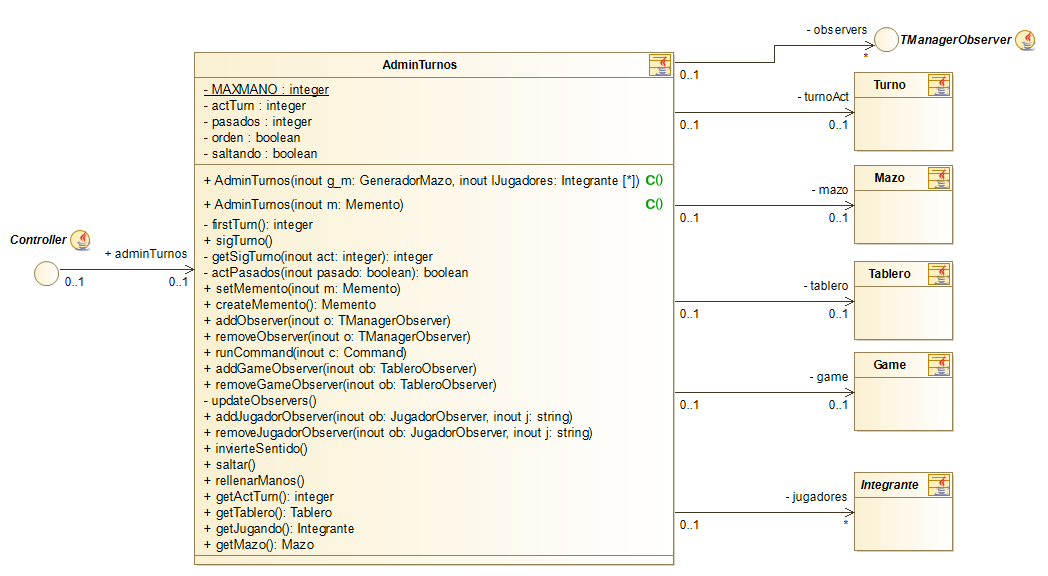 - observers
TManagerObserver
*
0..1
AdminTurnos
- MAXMANO : integer
- actTurn : integer
- pasados : integer
- orden : boolean
- saltando : boolean
+ AdminTurnos(inout g_m: GeneradorMazo, inout lJugadores: Integrante [*]) C()
+ AdminTurnos(inout m: Memento) C()
- firstTurn(): integer
+ sigTurno()
- getSigTurno(inout act: integer): integer
- actPasados(inout pasado: boolean): boolean
+ setMemento(inout m: Memento)
+ createMemento(): Memento
+ addObserver(inout o: TManagerObserver)
+ removeObserver(inout o: TManagerObserver)
+ runCommand(inout c: Command)
+ addGameObserver(inout ob: TableroObserver)
+ removeGameObserver(inout ob: TableroObserver)
- updateObservers()
+ addJugadorObserver(inout ob: JugadorObserver, inout j: string)
+ removeJugadorObserver(inout ob: JugadorObserver, inout j: string)
+ invierteSentido()
+ saltar()
+ rellenarManos()
+ getActTurn(): integer
+ getTablero(): Tablero
+ getJugando(): Integrante
+ getMazo(): Mazo
Controller
+ adminTurnos
0..1
0..1
Turno
- turnoAct
0..1
0..1
Mazo
- mazo
0..1
0..1
Tablero
- tablero
0..1
0..1
Game
- game
0..1
0..1
Integrante
- jugadores
0..1
*